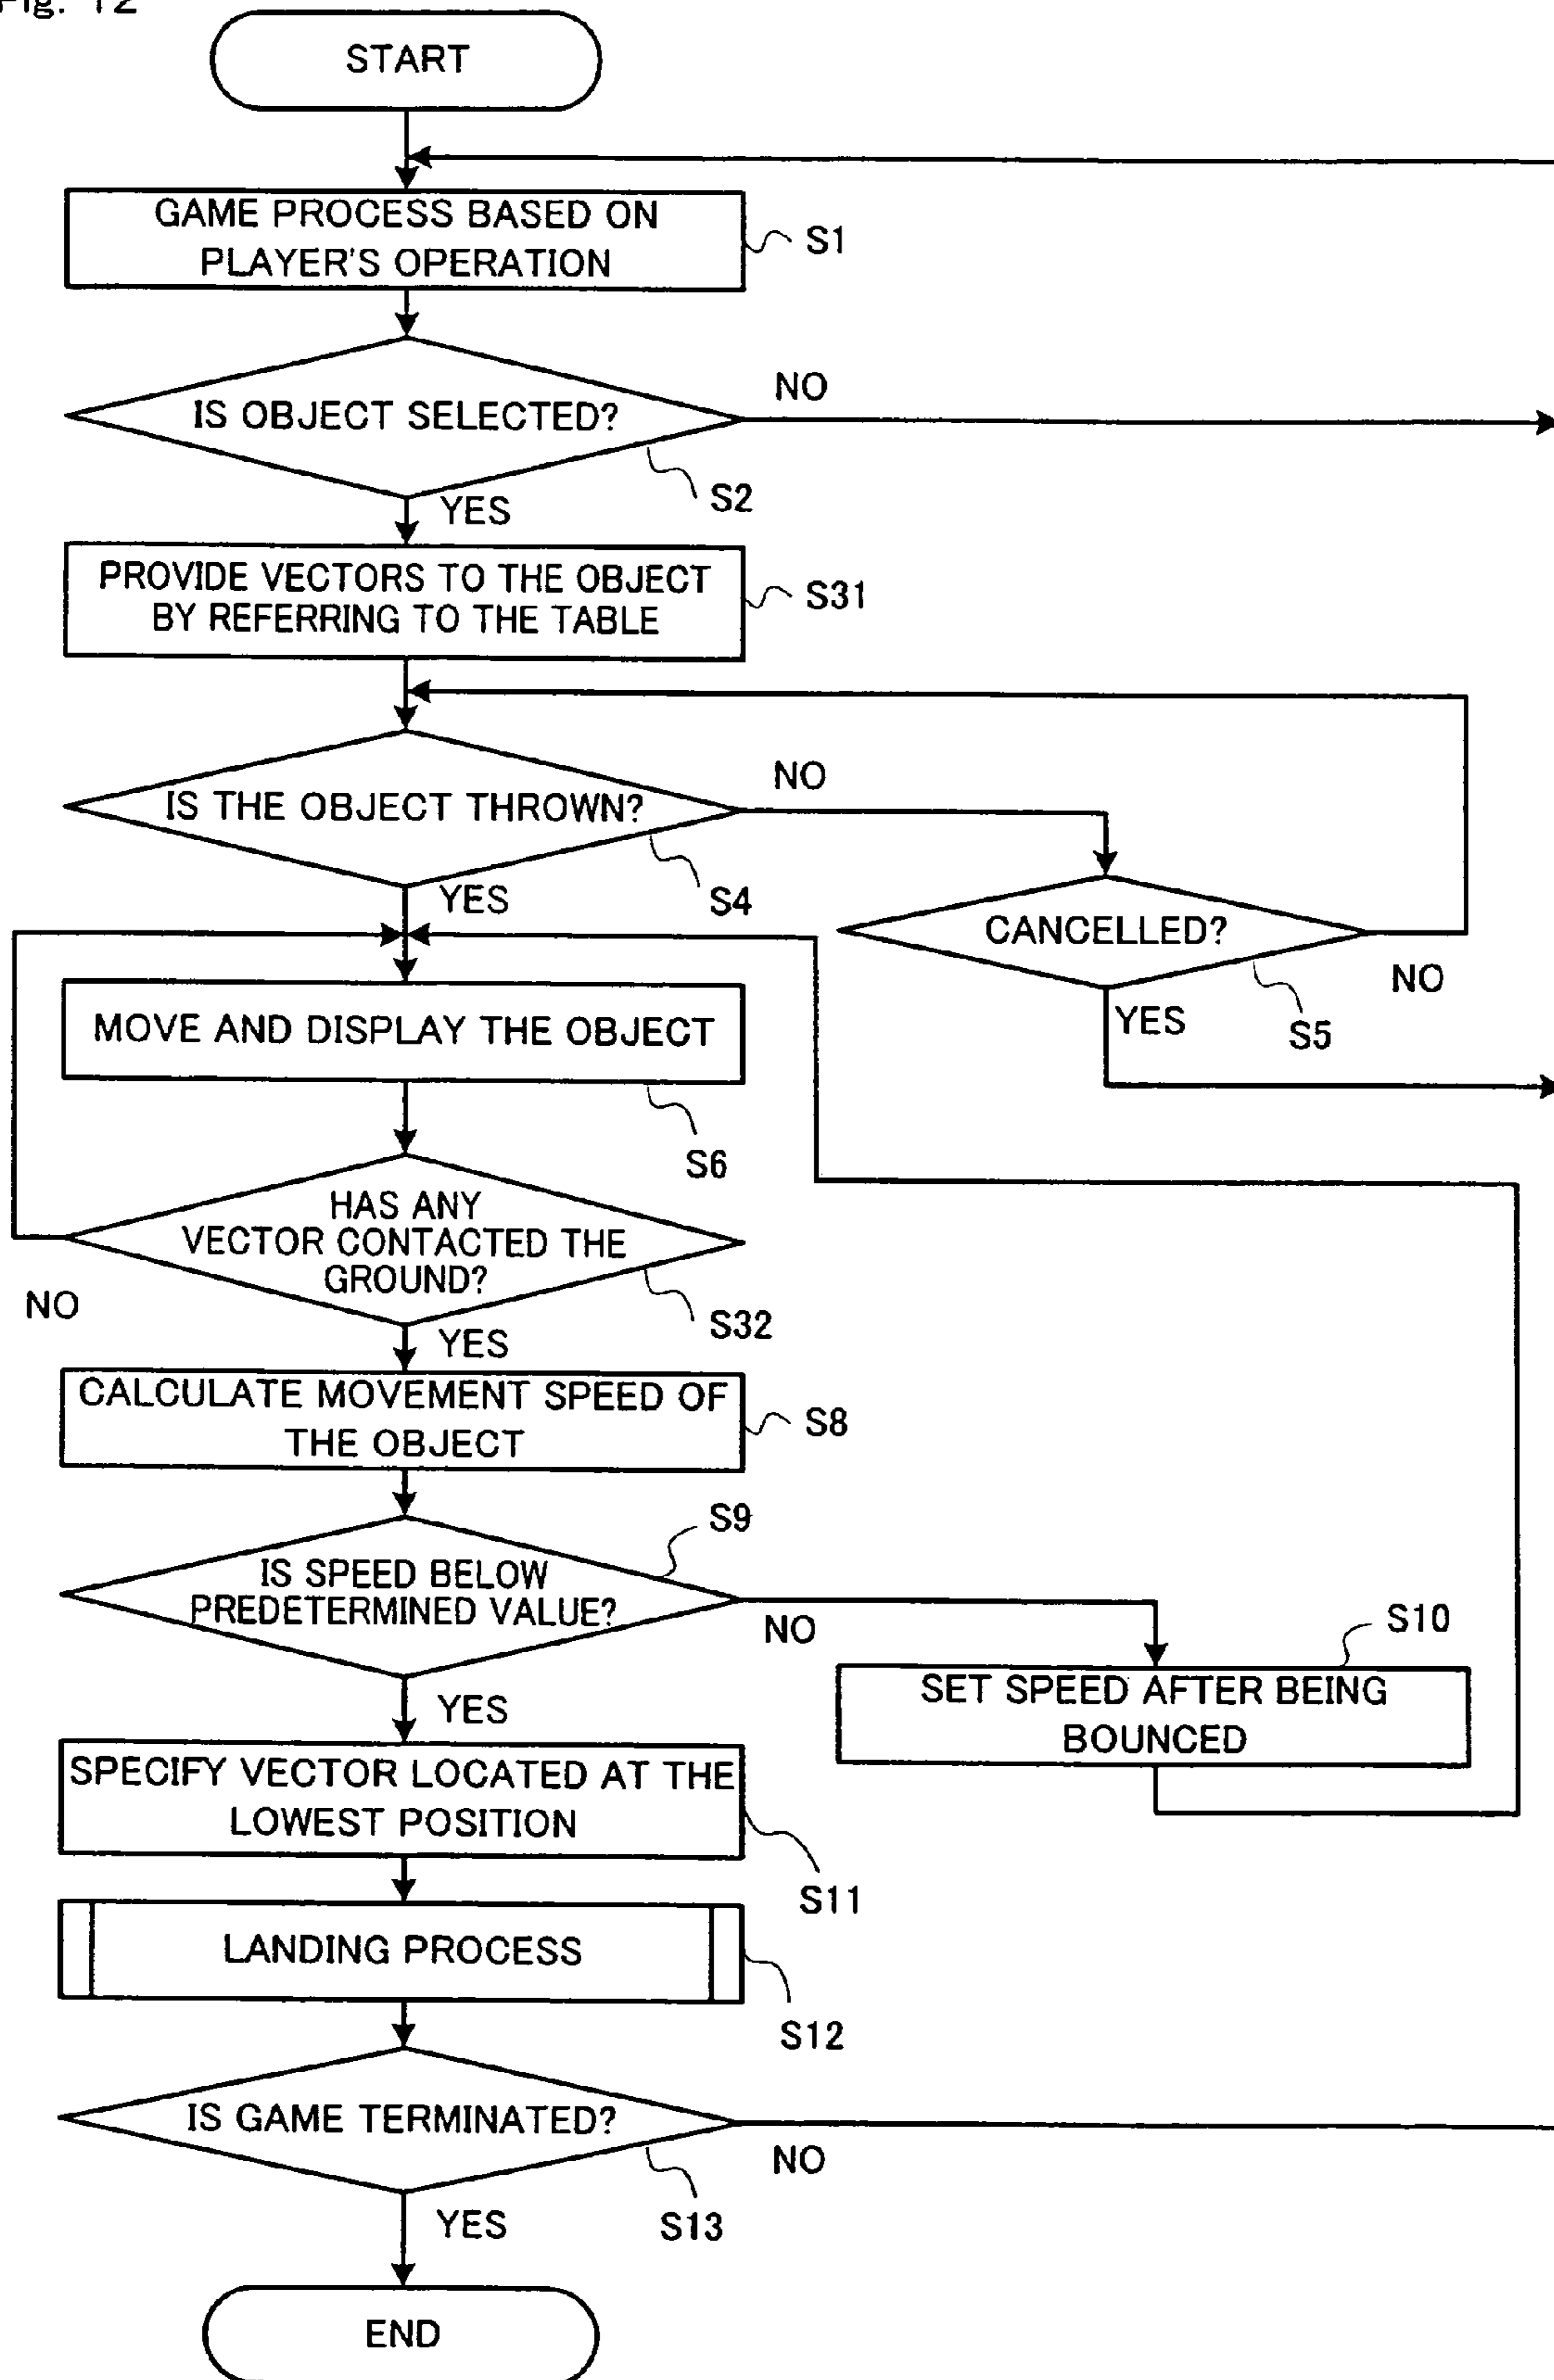 Fig. 12
START
GAME PROCESS BASED ON
PLAYER'S OPERATION
S1
IS OBJECT SELECTED?
NO
S2
YES
PROVIDE VECTORS TO THE OBJECT
BY REFERRING TO THE TABLE
S31
IS THE OBJECT THROWN?
NO
S4
YES
CANCELLED?
NO
S5
YES
MOVE AND DISPLAY THE OBJECT
S6
HAS ANY
VECTOR CONTACTED THE
GROUND?
NO
S32
YES
CALCULATE MOVEMENT SPEED OF
THE OBJECT
S8
S9
IS SPEED BELOW
PREDETERMINED VALUE?
NO
S10
SET SPEED AFTER BEING
BOUNCED
YES
SPECIFY VECTOR LOCATED AT THE
LOWEST POSITION
S11
LANDING PROCESS
S12
IS GAME TERMINATED?
NO
S13
YES
END